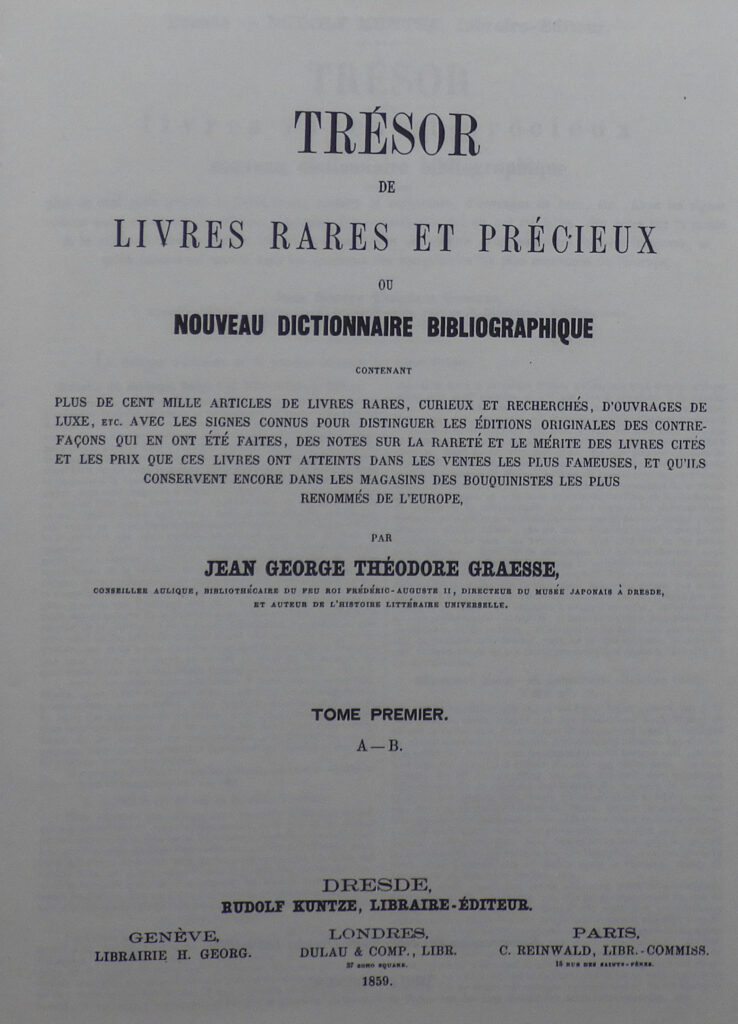 TRÉSOR
DE
LIVRES RARES ET PRÉCIEUX
OU
NOUVEAU DICTIONNAIRE BIBLIOGRAPHIQUE
CONTENANT
PLUS DE CENT MILLE ARTICLES DE LIVRES RARES, CURIEUX ET RECHERCHÉS, D'OUVRAGES DE
LUXE, ETC. AVEC LES SIGNES CONNUS POUR DISTINGUER LES ÉDITIONS ORIGINALES DES CONTRE-
FAÇONS QUI EN ONT ÉTÉ FAITES, DES NOTES SUR LA RARETÉ ET LE MÉRITE DES LIVRES CITÉS
ET LES PRIX QUE CES LIVRES ONT ATTEINTS DANS LES VENTES LES PLUS FAMEUSES, ET QU'ILS
CONSERVENT ENCORE DANS LES MAGASINS DES BOUQUINISTES LES PLUS
RENOMMÉS DE L'EUROPE,
PAR
JEAN GEORGE THÉODORE GRAESSE,
CONSEILLER AULIQUE, BIBLIOTHÉCAIRE DU FEU ROI FRÉDÉRIC-AUGUSTE II, DIRECTEUR DU MUSÉE JAPONAIS À DRESDE,
ET AUTEUR DE L'HISTOIRE LITTÉRAIRE UNIVERSELLE.
TOME PREMIER.
A—B.
DRESDE,
RUDOLF KUNTZE, LIBRAIRE-ÉDITEUR.
GENÈVE, LONDRES, PARIS,
LIBRAIRIE H. GEORG. DULAU & COMP., LIBR. C. REINWALD, LIBR.-COMMISS.
37 SOHO SQUARE. 15 RUE DES SAINTS-PÈRES.
1859.